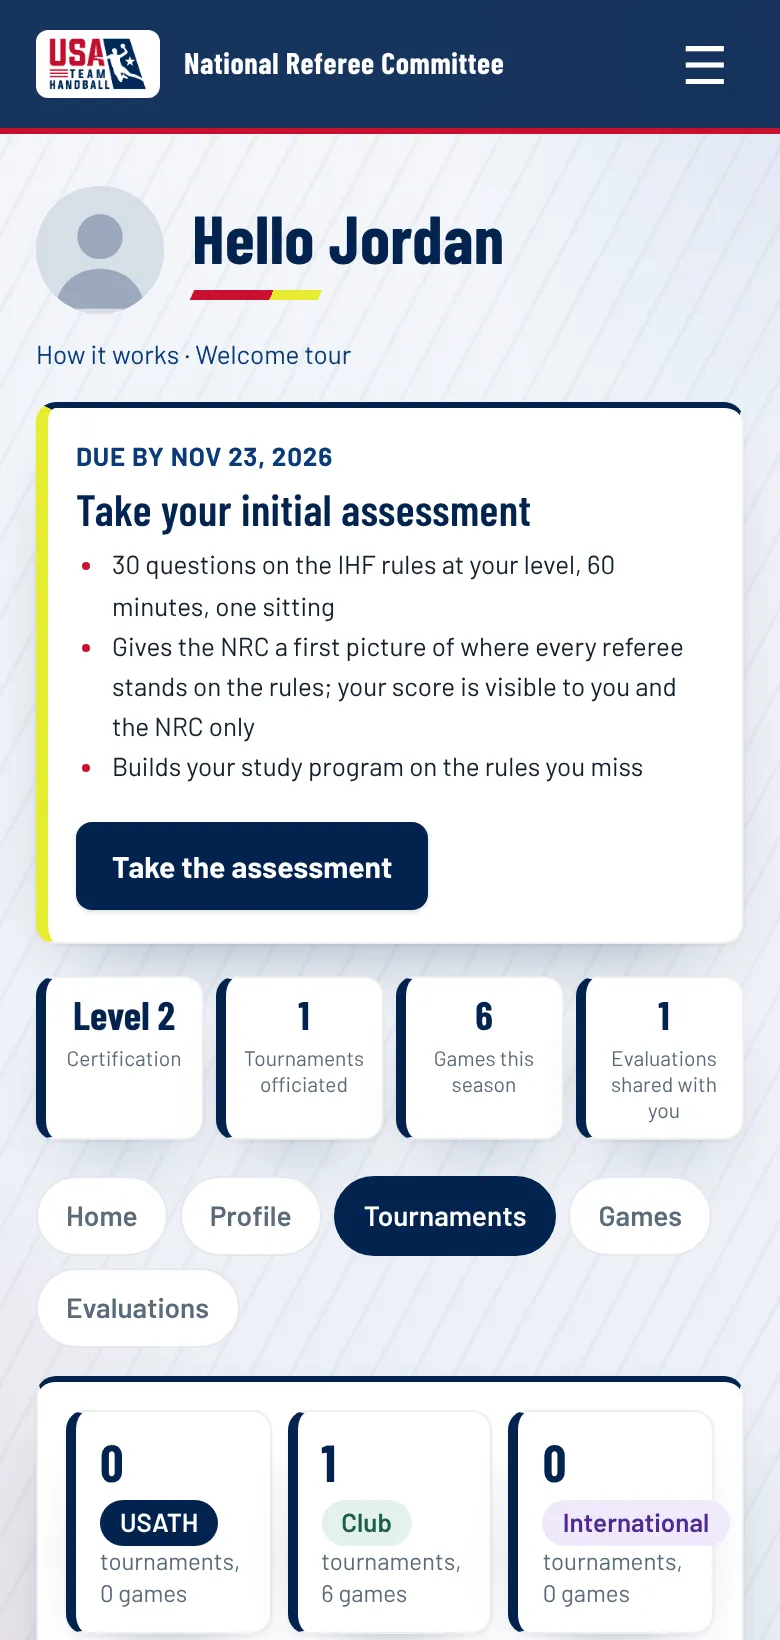 USA
TEAM
HANDBALL
National Referee Committee
Hello Jordan
How it works · Welcome tour
DUE BY NOV 23, 2026
Take your initial assessment
• 30 questions on the IHF rules at your level, 60
minutes, one sitting
• Gives the NRC a first picture of where every referee
stands on the rules; your score is visible to you and
the NRC only
• Builds your study program on the rules you miss
Take the assessment
Level 2
Certification
1
Tournaments
officiated
6
Games this
season
1
Evaluations
shared with
you
Home
Profile
Tournaments
Games
Evaluations
0
USATH
tournaments,
0 games
1
Club
tournaments,
6 games
0
International
tournaments,
0 games